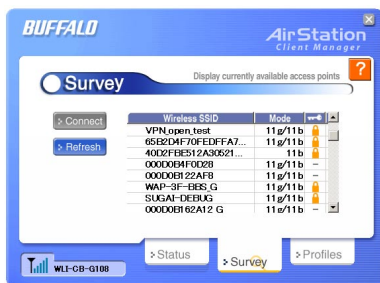 BUFFALO
AirStation
Client Manager
Survey
Display currently available access points
?
> Connect
> Refresh
Wireless SSID Mode
VPN_open_test 11g/11b
65B2D4F70FEDFFA7... 11g/11b
40D2FBE512A30521... 11b
000D0B4F0D28 11g/11b -
000D0B122AF8 11g/11b -
WAP-3F-BBS_G 11g/11b
SUGAI-DEBUG 11g/11b
000D0B162A12 G 11g/11b -
WLI-CB-G108
> Status
> Survey
> Profiles